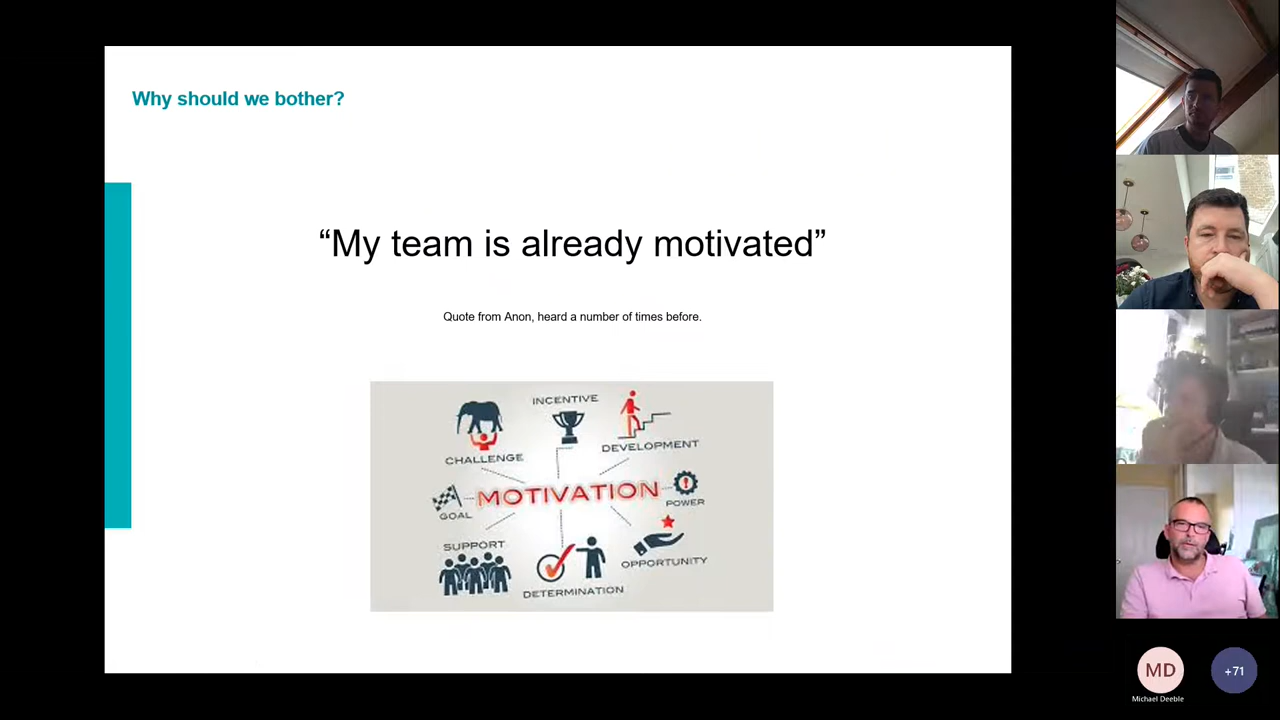 Why should we bother?
“My team is already motivated”
Quote from Anon, heard a number of times before.
INCENTIVE
CHALLENGE
DEVELOPMENT
MOTIVATION
GOAL
POWER
SUPPORT
OPPORTUNITY
DETERMINATION
MD
+71
Michael Deeble